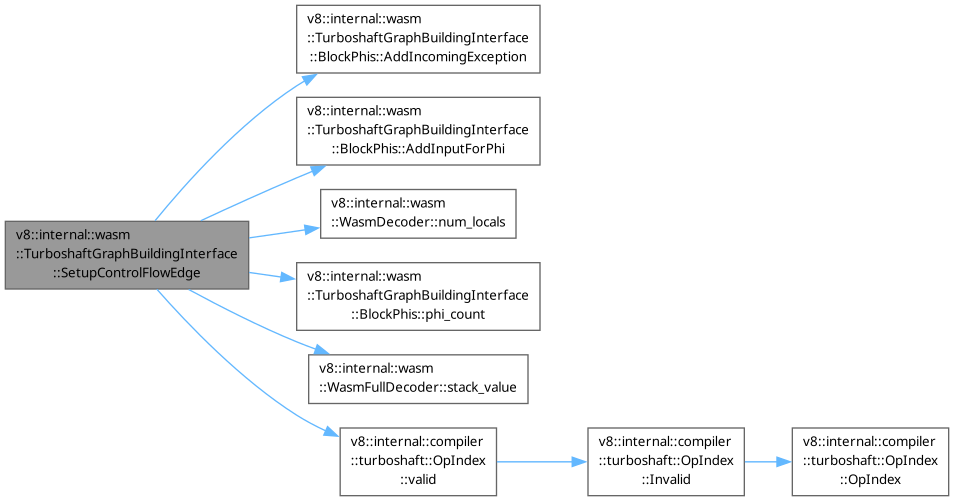 v8::internal::wasm
::TurboshaftGraphBuildingInterface
::BlockPhis::AddIncomingException
v8::internal::wasm
::TurboshaftGraphBuildingInterface
::BlockPhis::AddInputForPhi
v8::internal::wasm
::WasmDecoder::num_locals
v8::internal::wasm
::TurboshaftGraphBuildingInterface
::SetupControlFlowEdge
v8::internal::wasm
::TurboshaftGraphBuildingInterface
::BlockPhis::phi_count
v8::internal::wasm
::WasmFullDecoder::stack_value
v8::internal::compiler
::turboshaft::OpIndex
::valid
v8::internal::compiler
::turboshaft::OpIndex
::Invalid
v8::internal::compiler
::turboshaft::OpIndex
::OpIndex